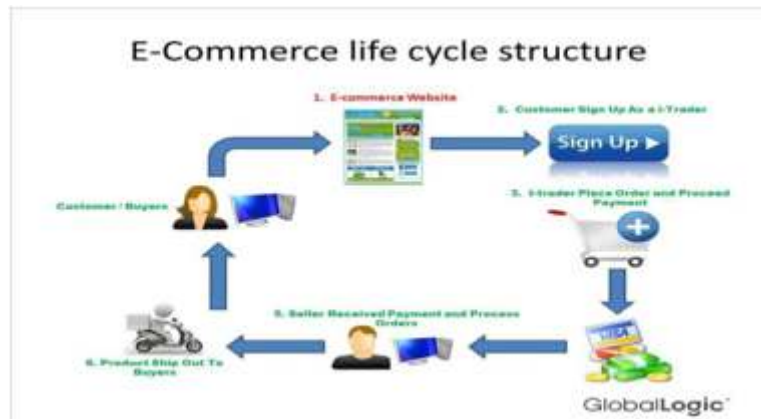 E-Commerce life cycle structure
1. E-commerce Website
2. Customer Sign Up As a i-Trader
Sign Up
3. i-trader Place Order and Proceed
Payment
Customer / Buyers
5. Seller Received Payment and Process
Orders
6. Product Ship Out To
Buyers
GlobalLogic